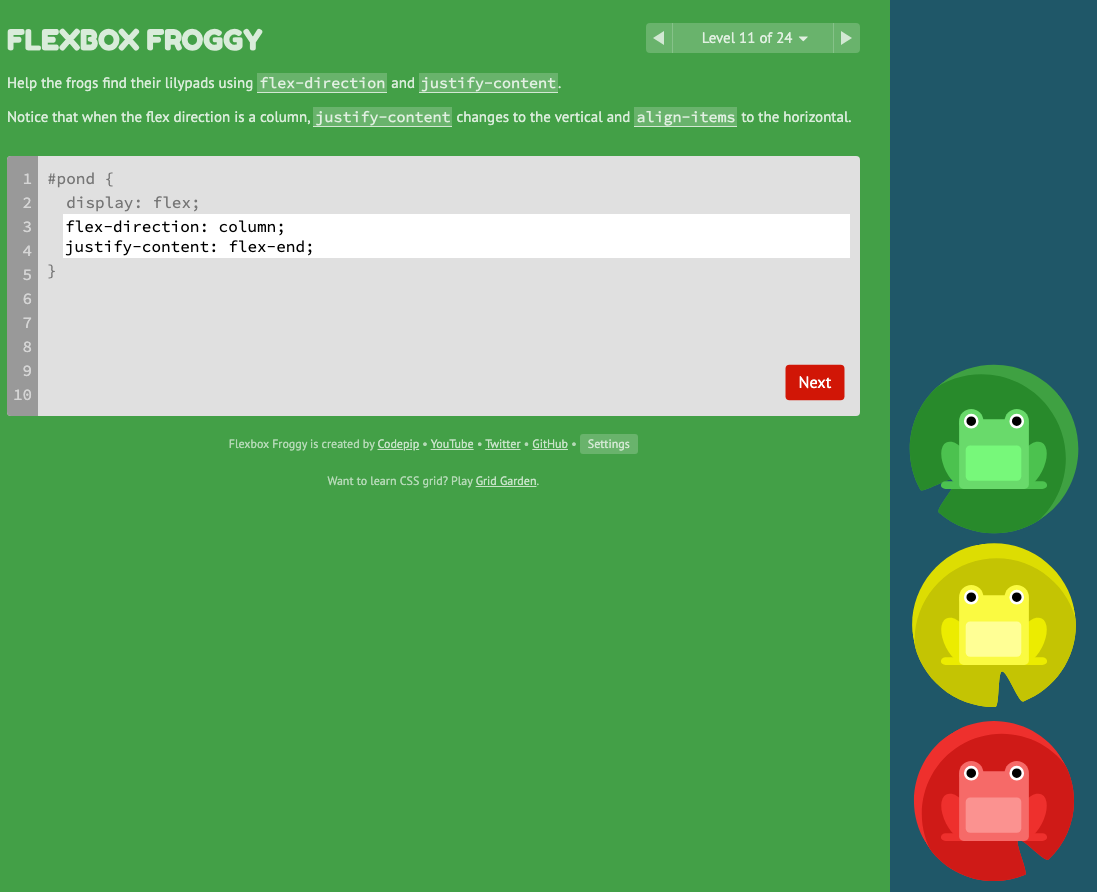 FLEXBOX FROGGY
Level 11 of 24
Help the frogs find their lilypads using flex-direction and justify-content.
Notice that when the flex direction is a column, justify-content changes to the vertical and align-items to the horizontal.
1 #pond {
2 display: flex;
3 flex-direction: column;
4 justify-content: flex-end;
5 }
6
7
8
9
10
Next
Flexbox Froggy is created by Codepip • YouTube • Twitter • GitHub • Settings
Want to learn CSS grid? Play Grid Garden.